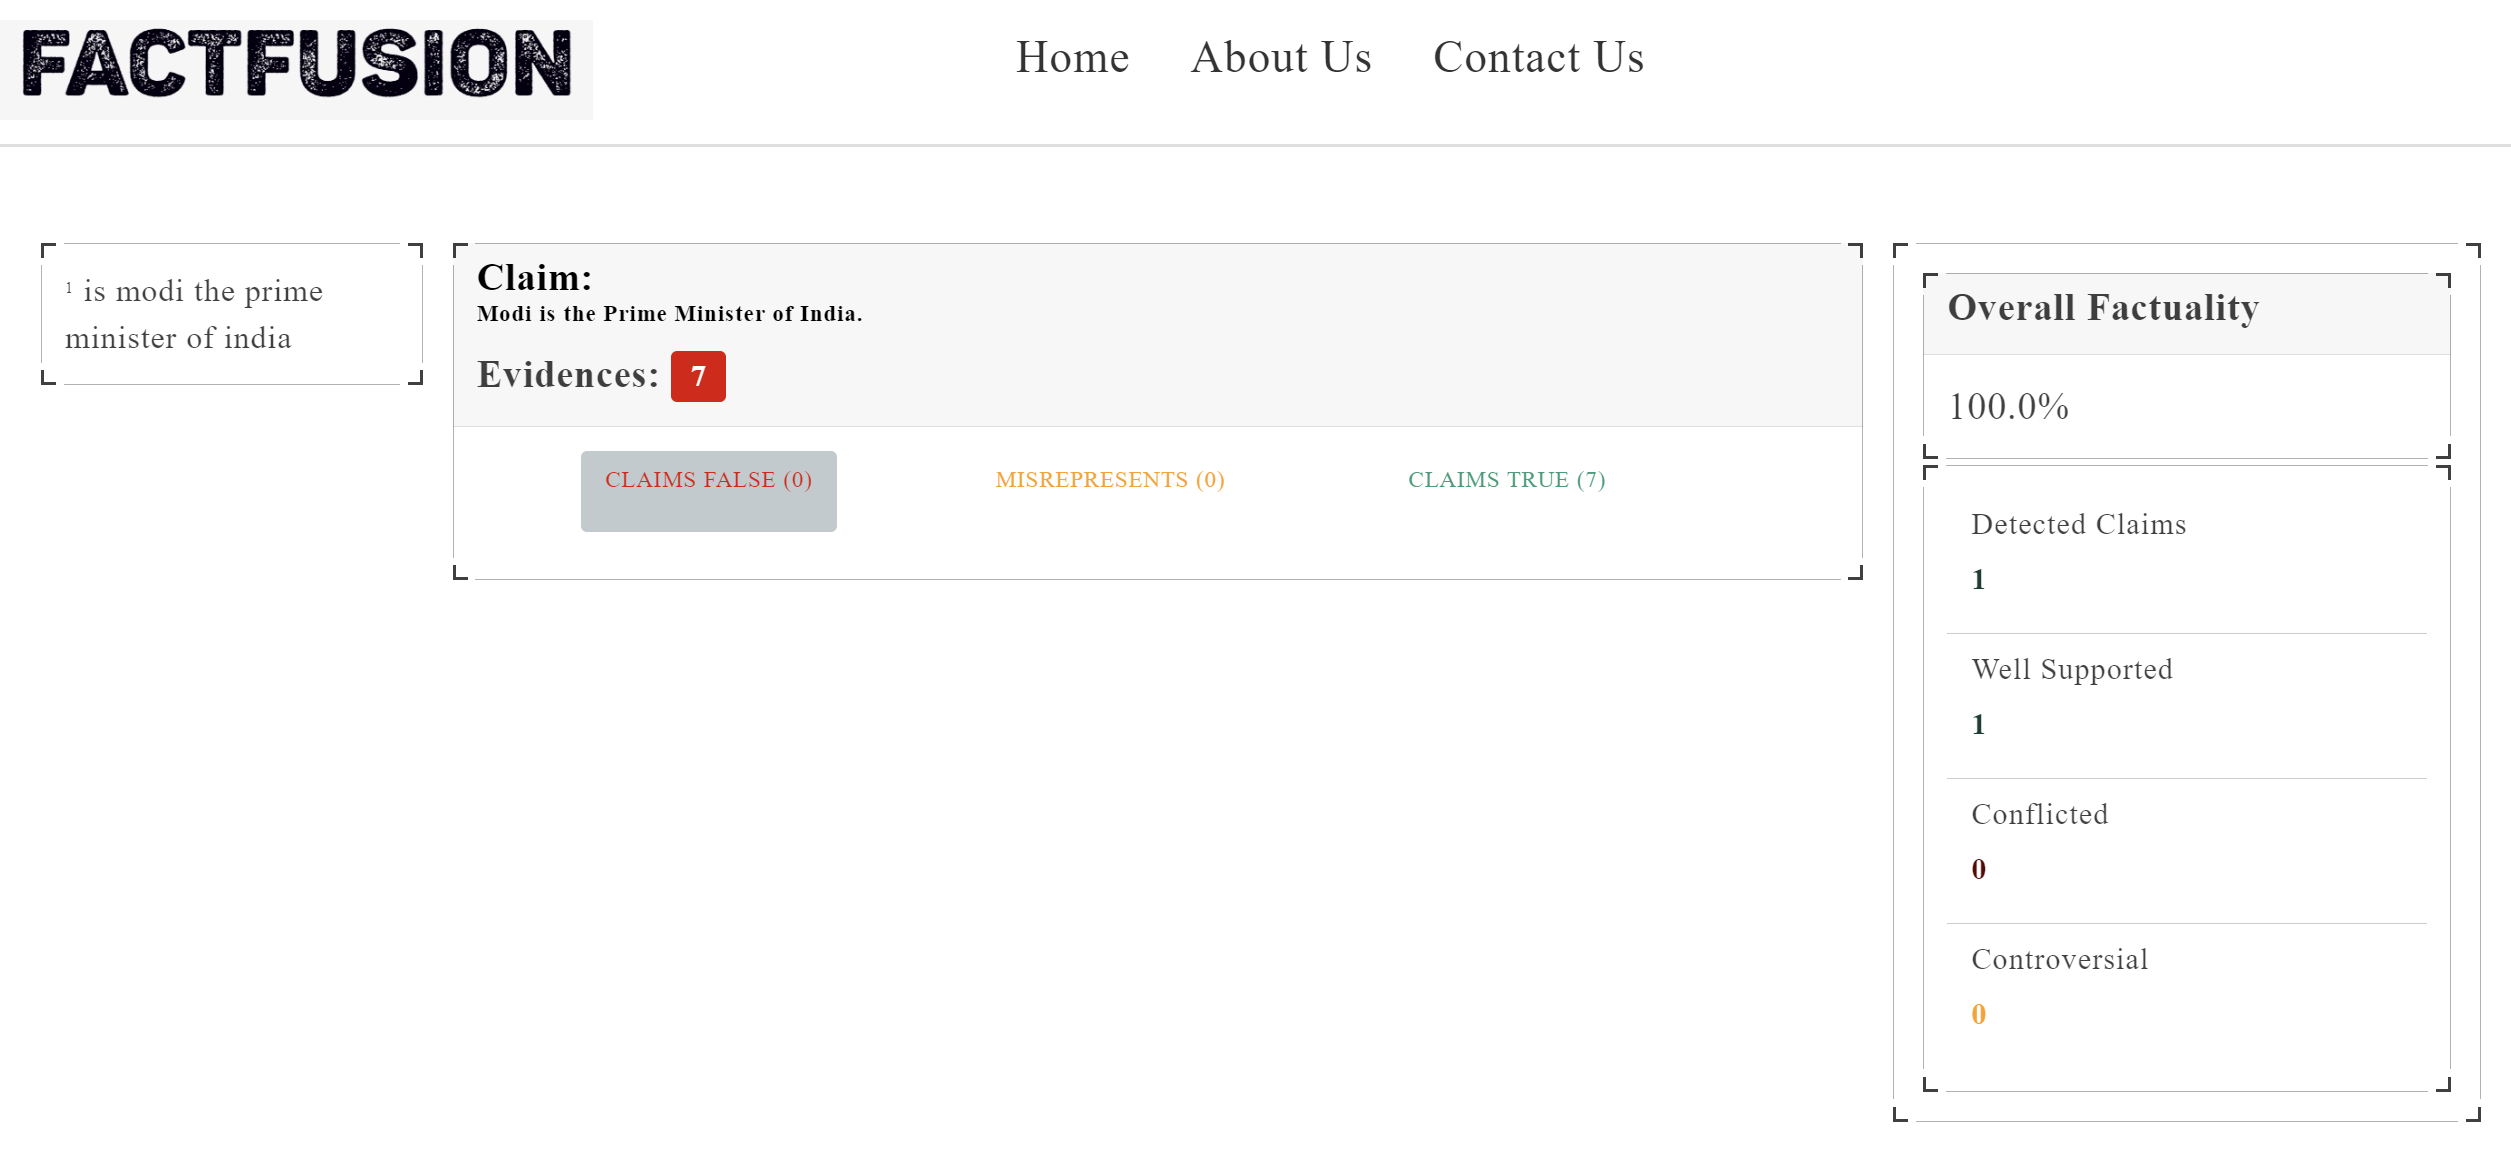 FACTFUSION
Home About Us Contact Us
1 is modi the prime
minister of india
Claim:
Modi is the Prime Minister of India.
Evidences: 7
CLAIMS FALSE (0) MISREPRESENTS (0) CLAIMS TRUE (7)
Overall Factuality
100.0%
Detected Claims
1
Well Supported
1
Conflicted
0
Controversial
0